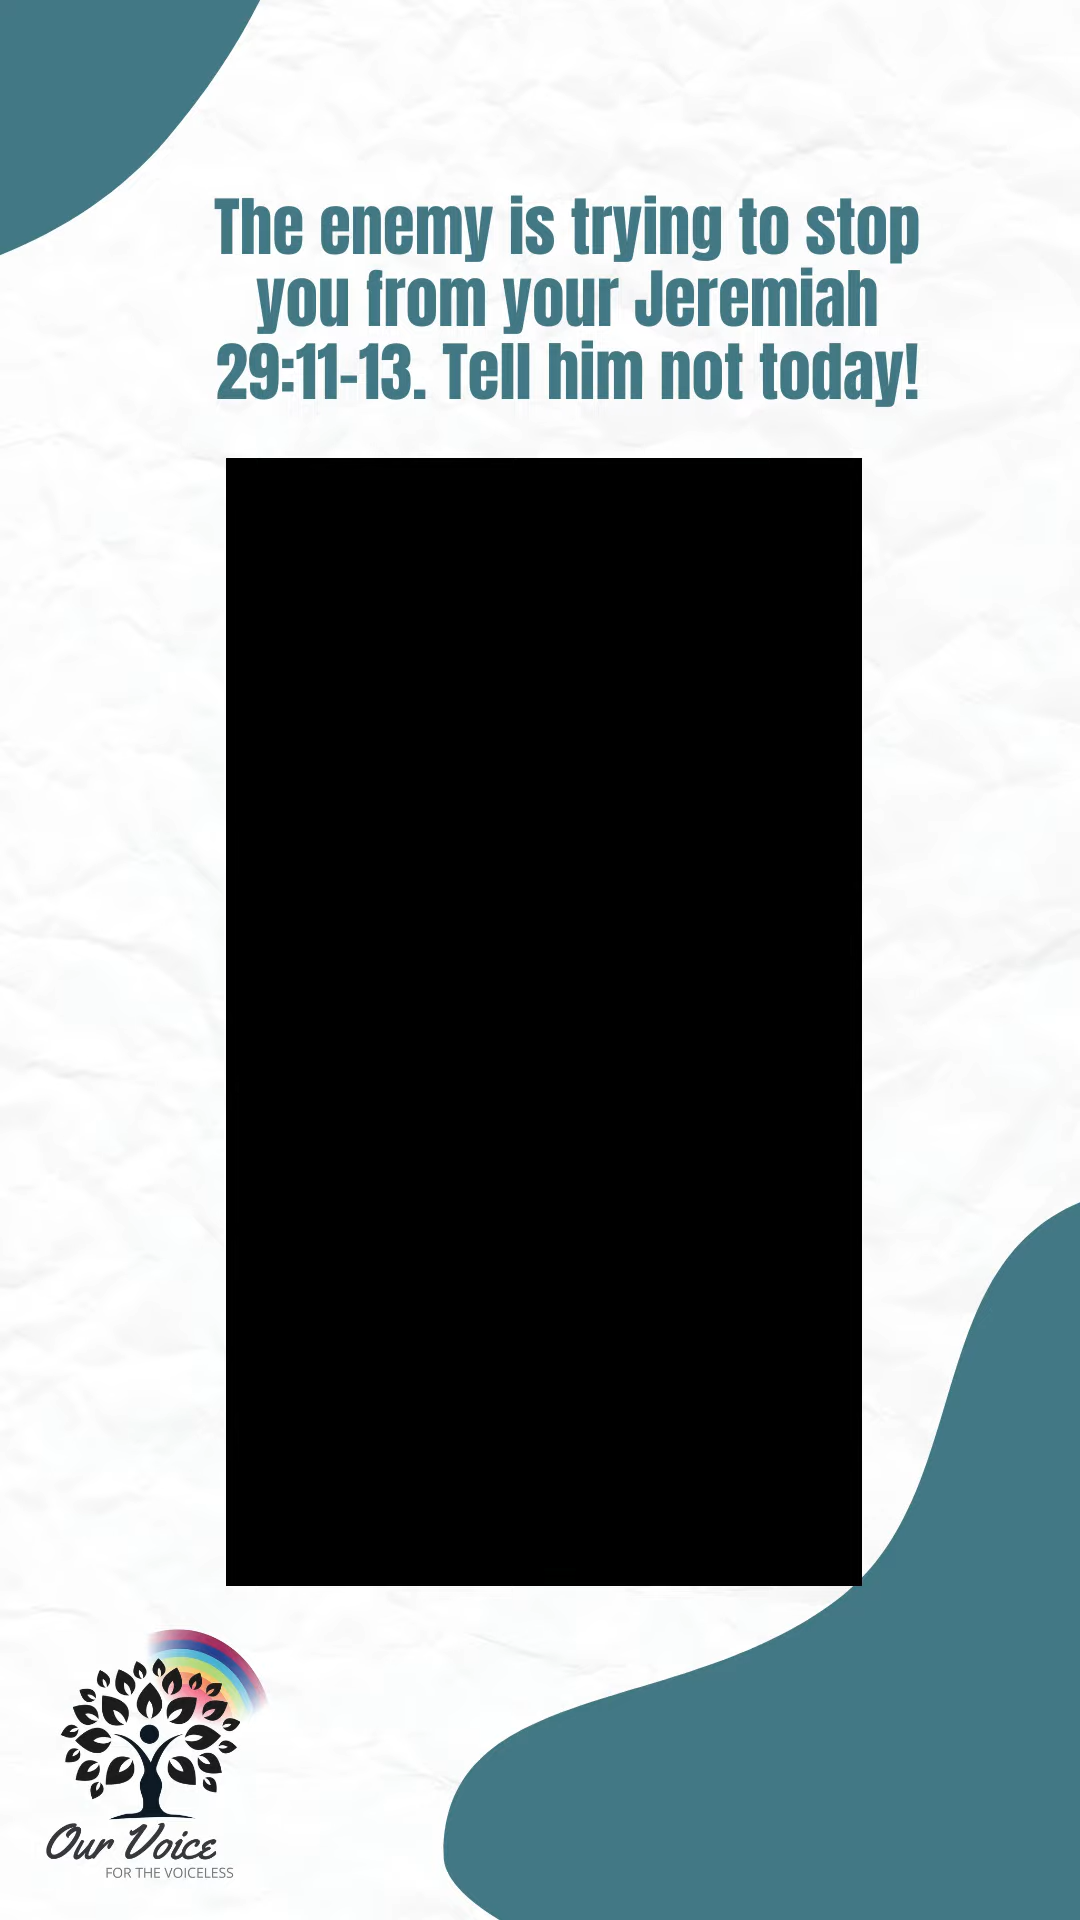 The enemy is trying to stop
you from your Jeremiah
29:11-13. Tell him not today!
Our Voice
FOR THE VOICELESS